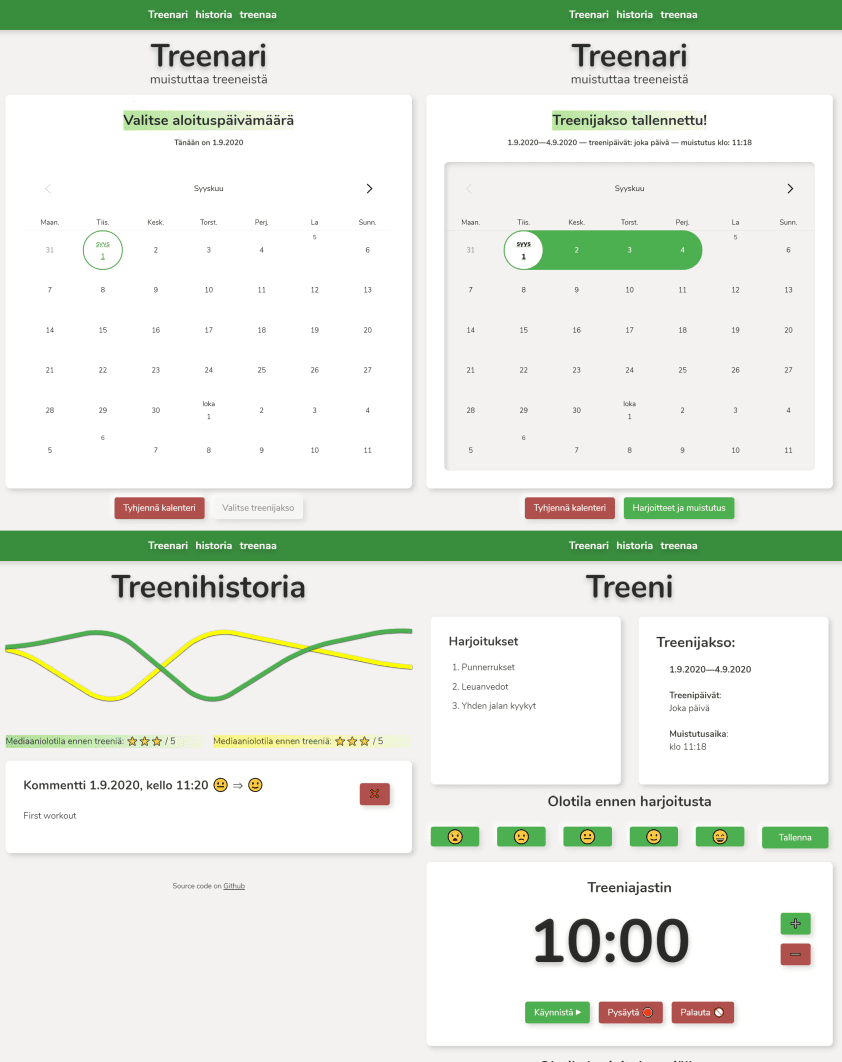 Treenari historia treenaa
Treenari
muistuttaa treeneistä
Valitse aloituspäivämäärä
Tänään on 1.9.2020
Syyskuu
Maan. Tiis. Kesk. Torst. Perj. La Sunn.
31 syys 1 2 3 4 5 6
7 8 9 10 11 12 13
14 15 16 17 18 19 20
21 22 23 24 25 26 27
28 29 30 loka 1 2 3 4
5 6 7 8 9 10 11
Tyhjennä kalenteri Valitse treenijakso
Treenari historia treenaa
Treenari
muistuttaa treeneistä
Treenijakso tallennettu!
1.9.2020—4.9.2020 — treenipäivät: joka päivä — muistutus klo: 11:18
Syyskuu
Maan. Tiis. Kesk. Torst. Perj. La Sunn.
31 syys 1 2 3 4 5 6
7 8 9 10 11 12 13
14 15 16 17 18 19 20
21 22 23 24 25 26 27
28 29 30 loka 1 2 3 4
5 6 7 8 9 10 11
Tyhjennä kalenteri Harjoitteet ja muistutus
Treenari historia treenaa
Treenihistoria
Mediaaniolotila ennen treeniä: ⭐⭐⭐ / 5 Mediaaniolotila ennen treeniä: ⭐⭐⭐ / 5
Kommentti 1.9.2020, kello 11:20 😐 ⇒ 🙂
First workout
Source code on Github
Treenari historia treenaa
Treeni
Harjoitukset
1. Punnerrukset
2. Leuanvedot
3. Yhden jalan kyykyt
Treenijakso:
1.9.2020—4.9.2020
Treenipäivät:
Joka päivä
Muistutusaika:
klo 11:18
Olotila ennen harjoitusta
Tallenna
Treeniajastin
10:00
Käynnistä
Pysäytä
Palauta